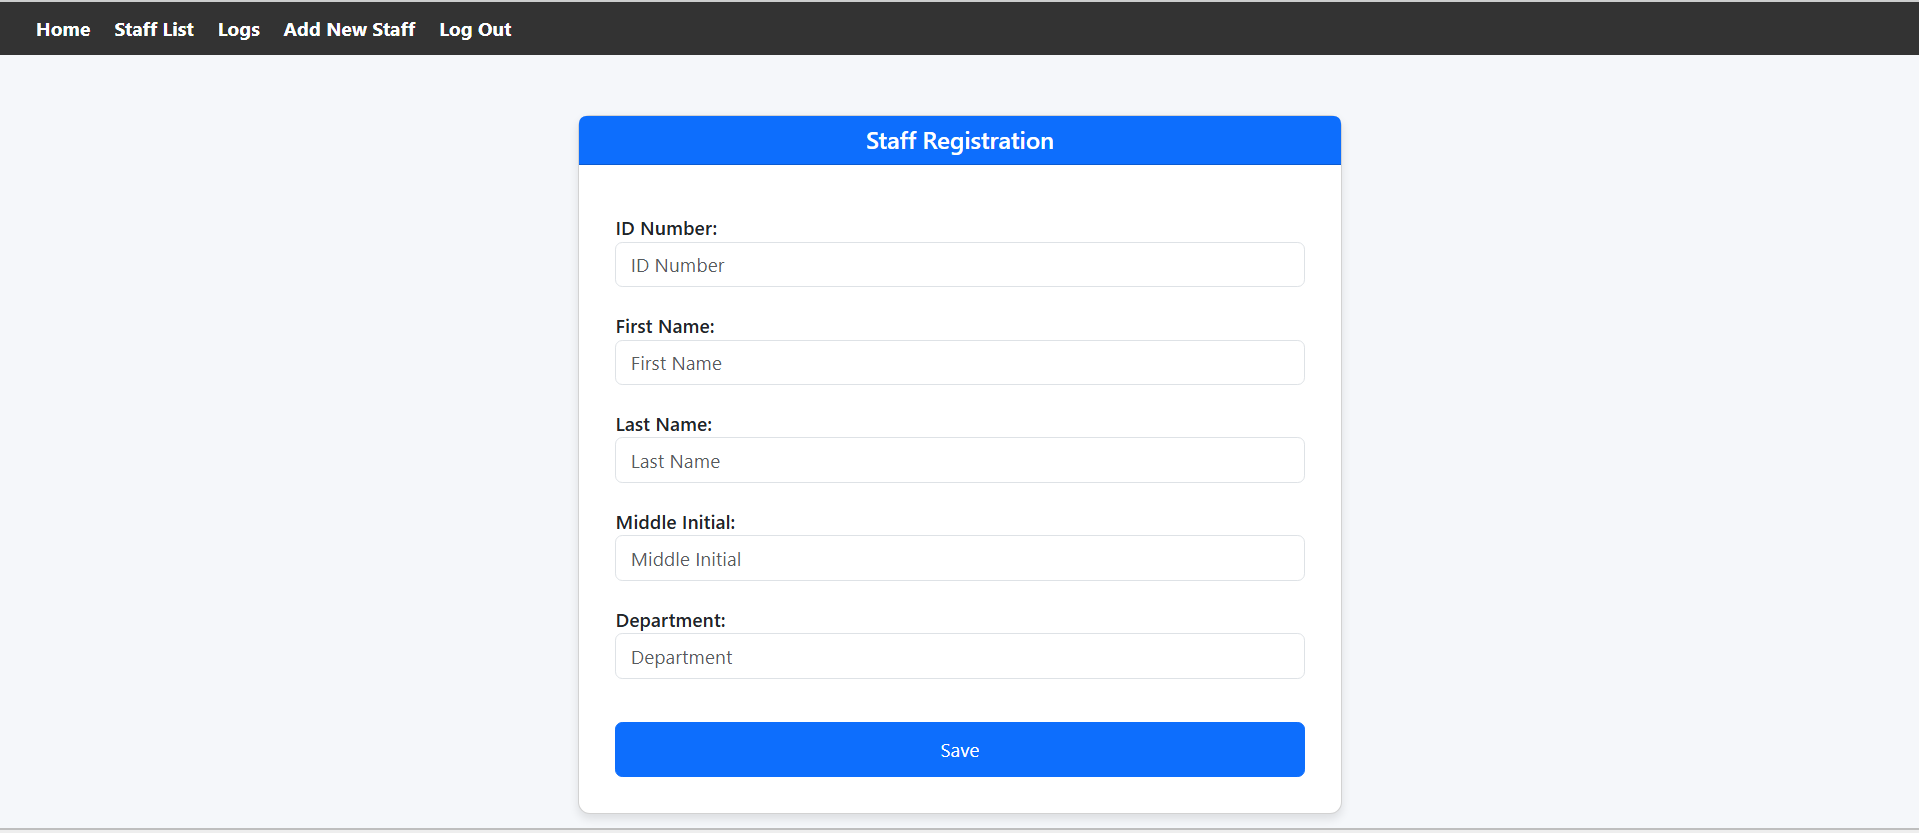 Home Staff List Logs Add New Staff Log Out
Staff Registration
ID Number:
ID Number
First Name:
First Name
Last Name:
Last Name
Middle Initial:
Middle Initial
Department:
Department
Save